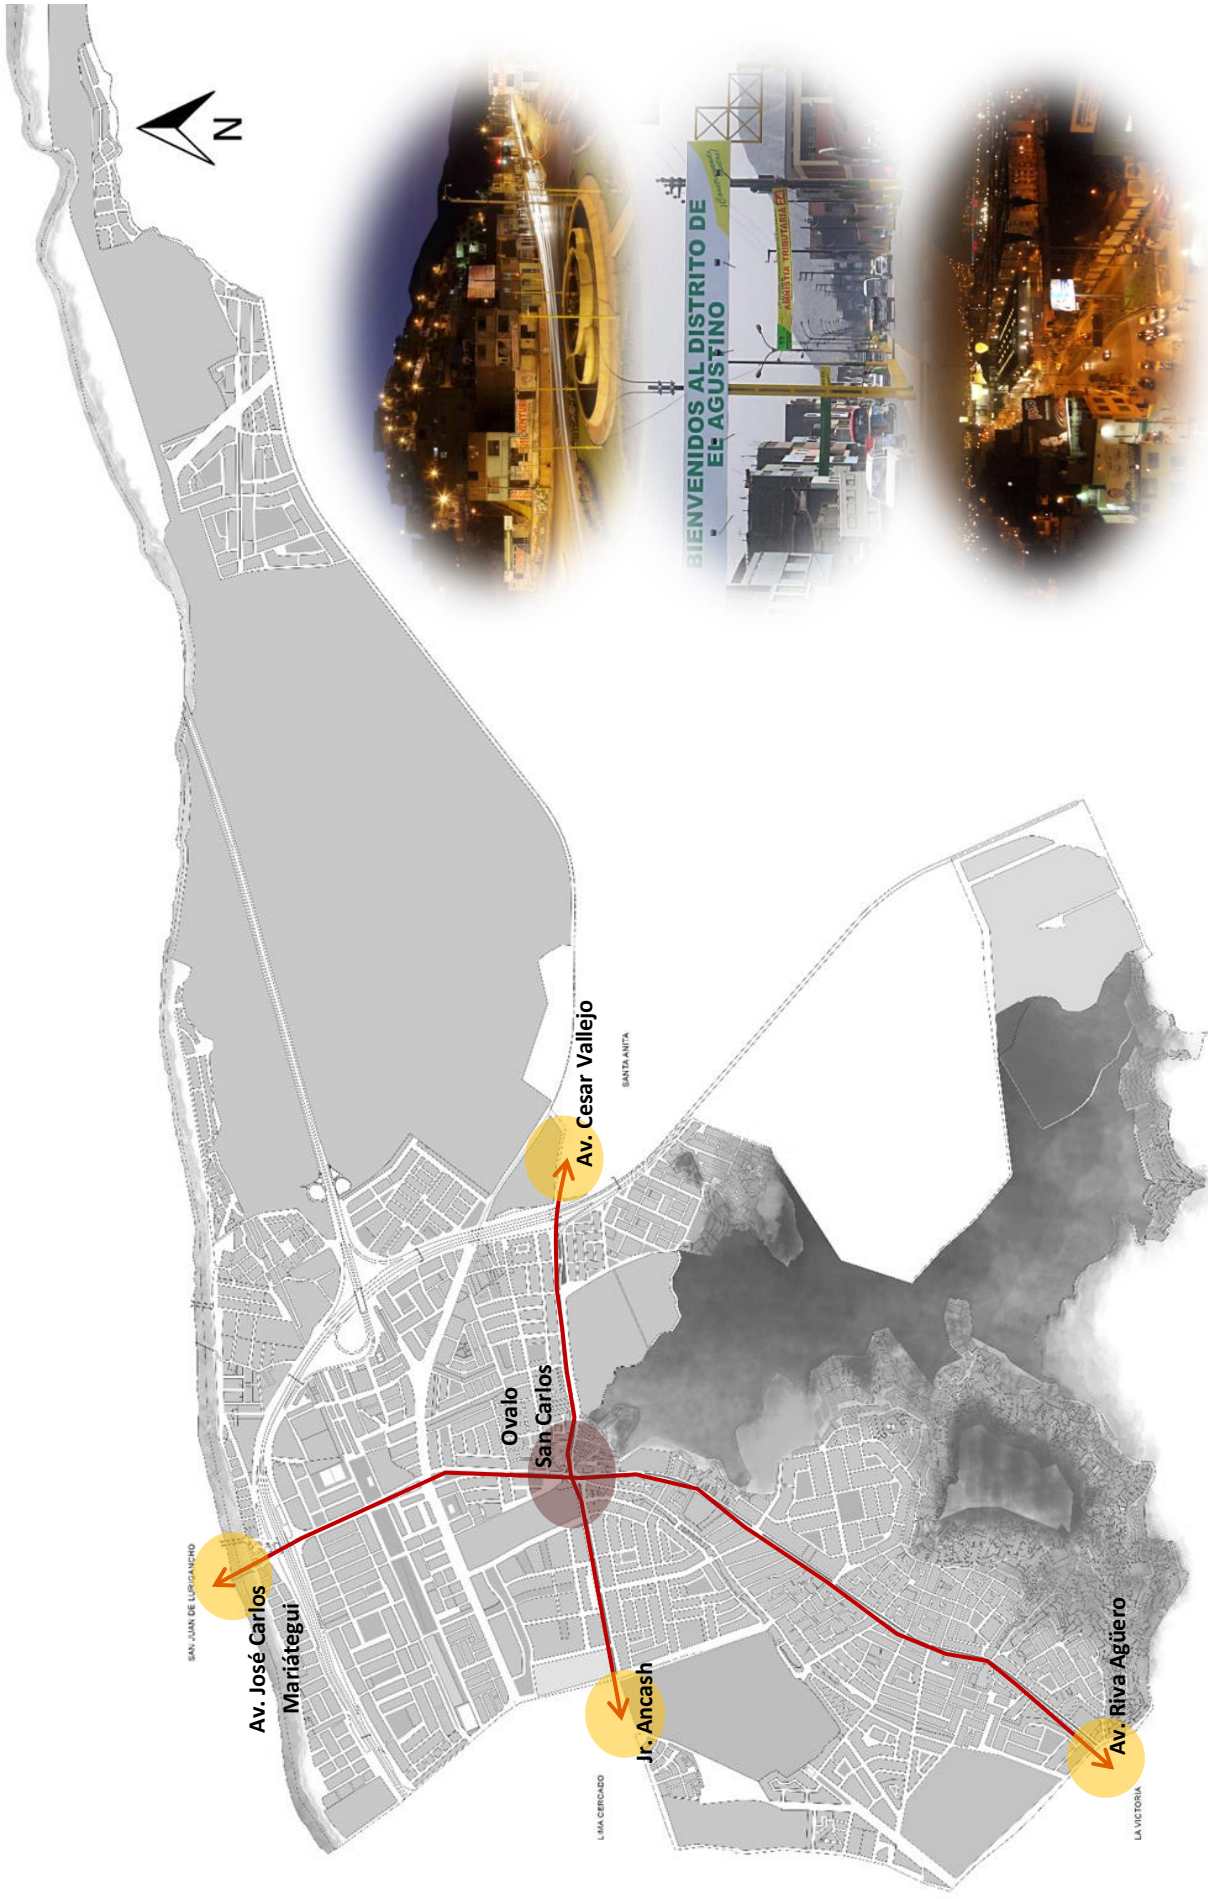 N
SAN JUAN DE LURIGANCHO
Av. José Carlos
Mariátegui
Ovalo
San Carlos
Av. Cesar Vallejo
SANTA ANITA
Jr. Ancash
LIMA CERCADO
Av. Riva Agüero
LA VICTORIA
BIENVENIDOS AL DISTRITO DE
EL AGUSTINO
AMNISTIA TRIBUTARIA